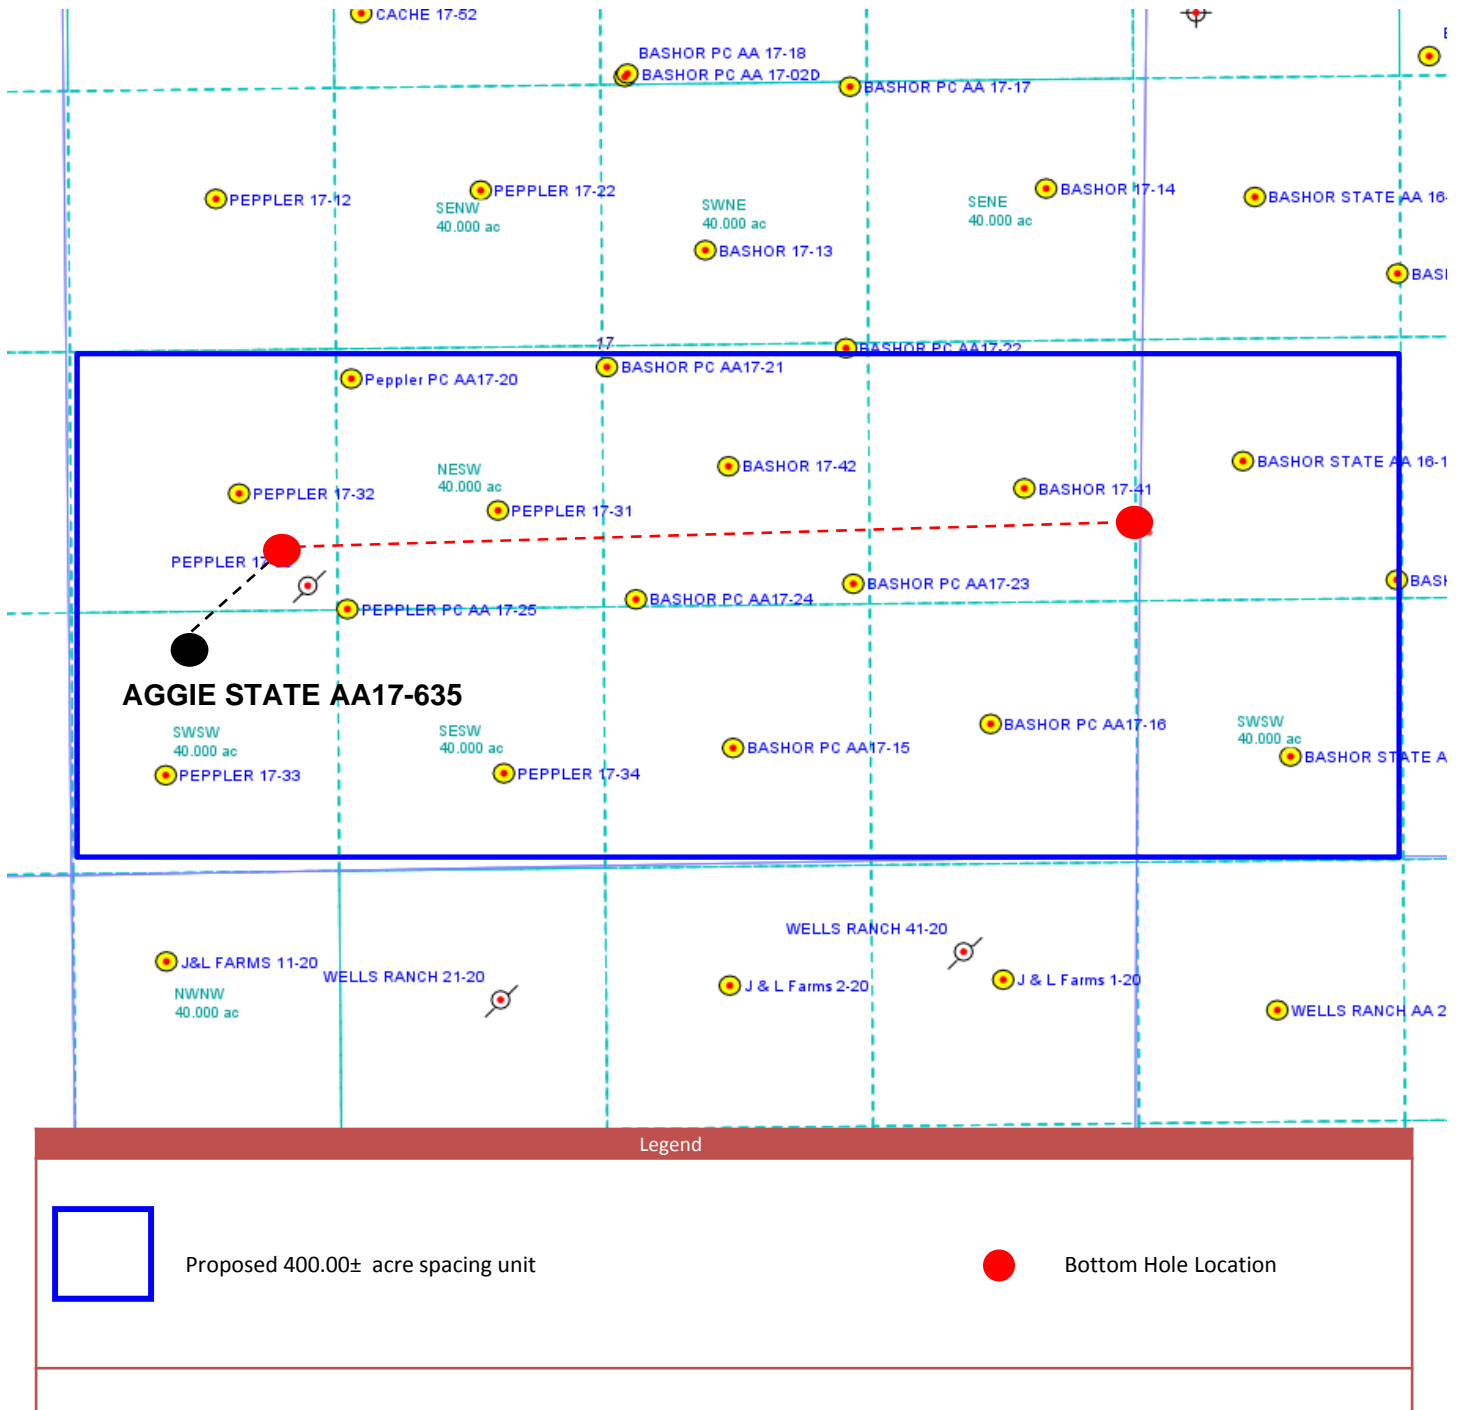 CACHE 17-52
BASHOR PC AA 17-18
BASHOR PC AA 17-02D
BASHOR PC AA 17-17
PEPPLER 17-12
PEPPLER 17-22
SENW
40.000 ac
SWNE
40.000 ac
SENE
40.000 ac
BASHOR 17-14
BASHOR STATE AA 16-
BASHOR 17-13
17
BASHOR PC AA17-22
BASHOR PC AA17-21
Peppler PC AA17-20
BASHOR 17-42
BASHOR STATE AA 16-1
NESW
40.000 ac
PEPPLER 17-32
BASHOR 17-41
PEPPLER 17-31
PEPPLER
BASHOR PC AA17-23
BASHOR PC AA17-24
PEPPLER PC AA 17-25
AGGIE STATE AA17-635
SWSW
40.000 ac
SESW
40.000 ac
BASHOR PC AA17-16
SWSW
40.000 ac
BASHOR PC AA17-15
BASHOR STATE A
PEPPLER 17-33
PEPPLER 17-34
WELLS RANCH 41-20
J&L FARMS 11-20
WELLS RANCH 21-20
J & L Farms 2-20
J & L Farms 1-20
NWNW
40.000 ac
WELLS RANCH AA 2
Legend
Proposed 400.00± acre spacing unit
Bottom Hole Location